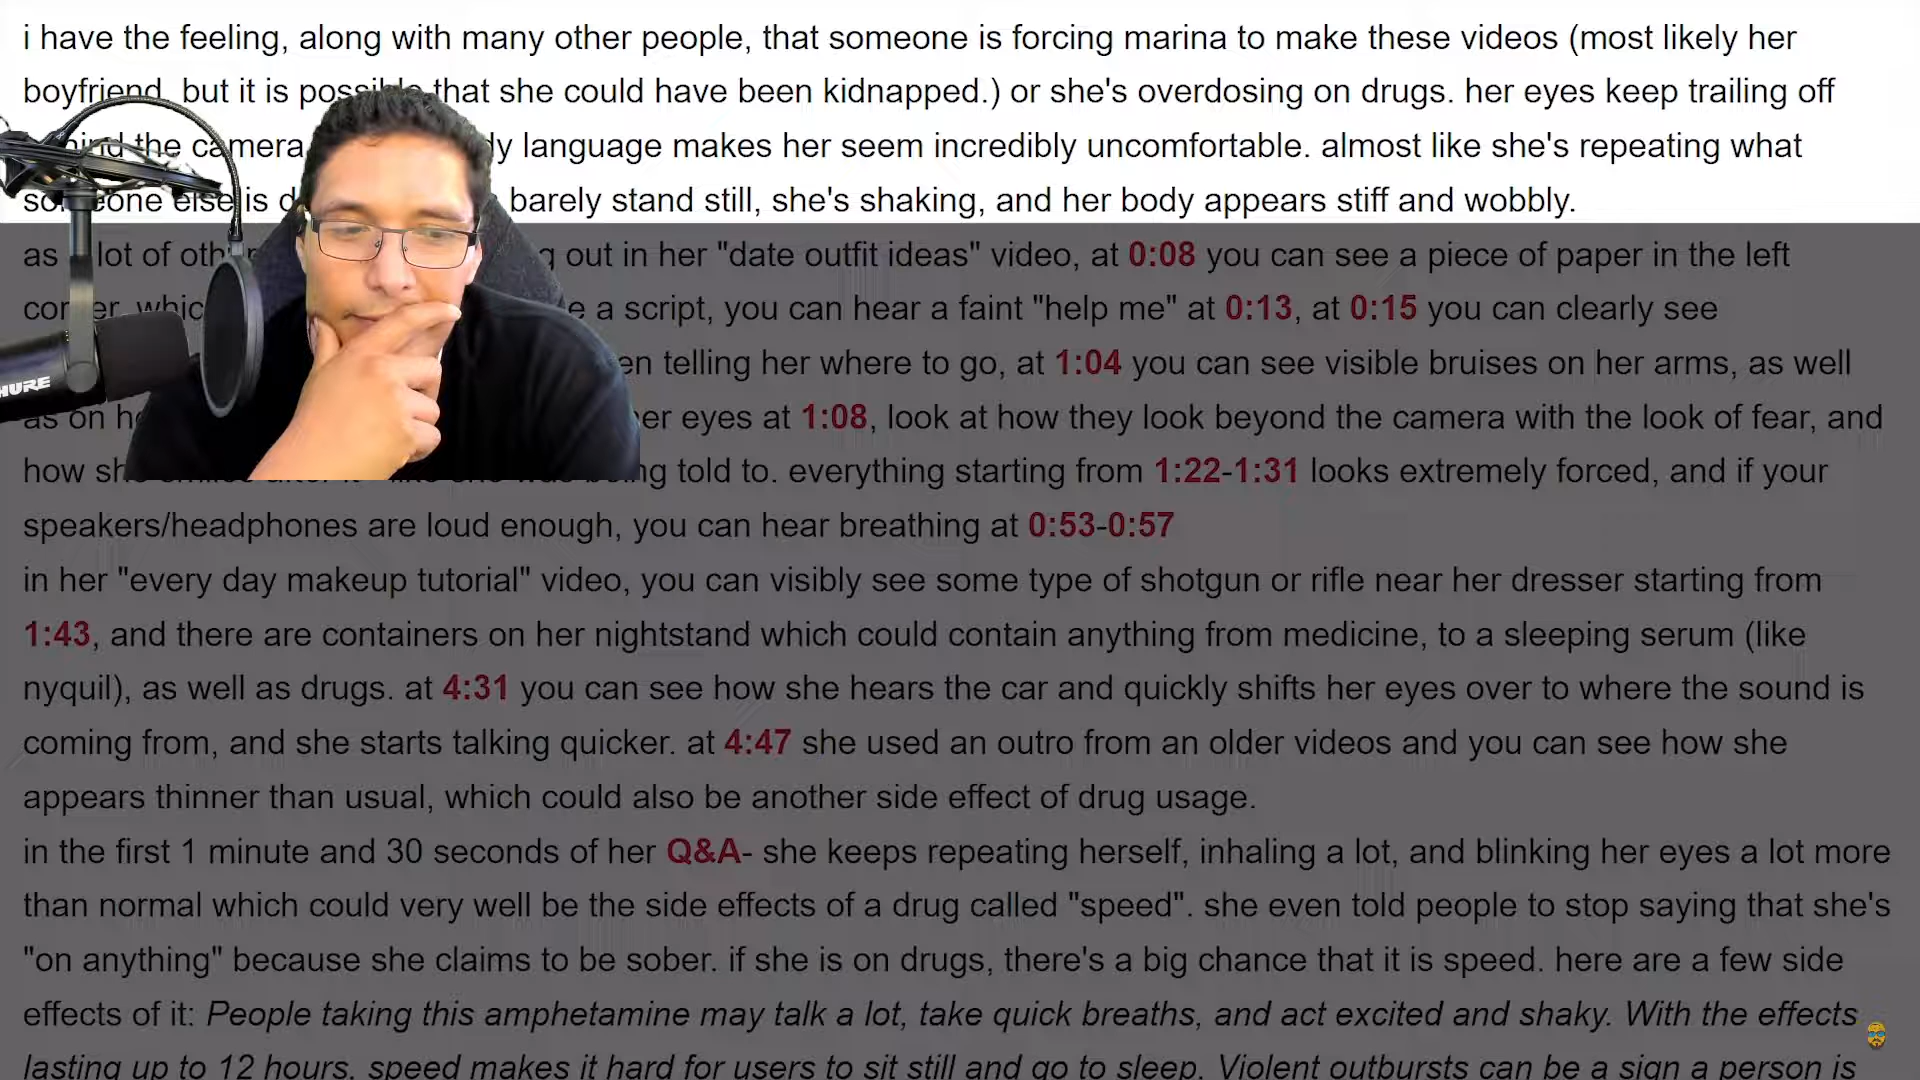 i have the feeling, along with many other people, that someone is forcing marina to make these videos (most likely her
boyfriend, but it is possible that she could have been kidnapped.) or she's overdosing on drugs. her eyes keep trailing off
the camera language makes her seem incredibly uncomfortable. almost like she's repeating what
someone else is barely stand still, she's shaking, and her body appears stiff and wobbly.
as lot of out in her "date outfit ideas" video, at 0:08 you can see a piece of paper in the left
corner, a script, you can hear a faint "help me" at 0:13, at 0:15 you can clearly see
telling her where to go, at 1:04 you can see visible bruises on her arms, as well
as on eyes at 1:08, look at how they look beyond the camera with the look of fear, and
how told to. everything starting from 1:22-1:31 looks extremely forced, and if your
speakers/headphones are loud enough, you can hear breathing at 0:53-0:57
in her "every day makeup tutorial" video, you can visibly see some type of shotgun or rifle near her dresser starting from
1:43, and there are containers on her nightstand which could contain anything from medicine, to a sleeping serum (like
nyquil), as well as drugs. at 4:31 you can see how she hears the car and quickly shifts her eyes over to where the sound is
coming from, and she starts talking quicker. at 4:47 she used an outro from an older videos and you can see how she
appears thinner than usual, which could also be another side effect of drug usage.
in the first 1 minute and 30 seconds of her Q&A- she keeps repeating herself, inhaling a lot, and blinking her eyes a lot more
than normal which could very well be the side effects of a drug called "speed". she even told people to stop saying that she's
"on anything" because she claims to be sober. if she is on drugs, there's a big chance that it is speed. here are a few side
effects of it: People taking this amphetamine may talk a lot, take quick breaths, and act excited and shaky. With the effects
lasting up to 12 hours, speed makes it hard for users to sit still and go to sleep. Violent outbursts can be a sign a person is